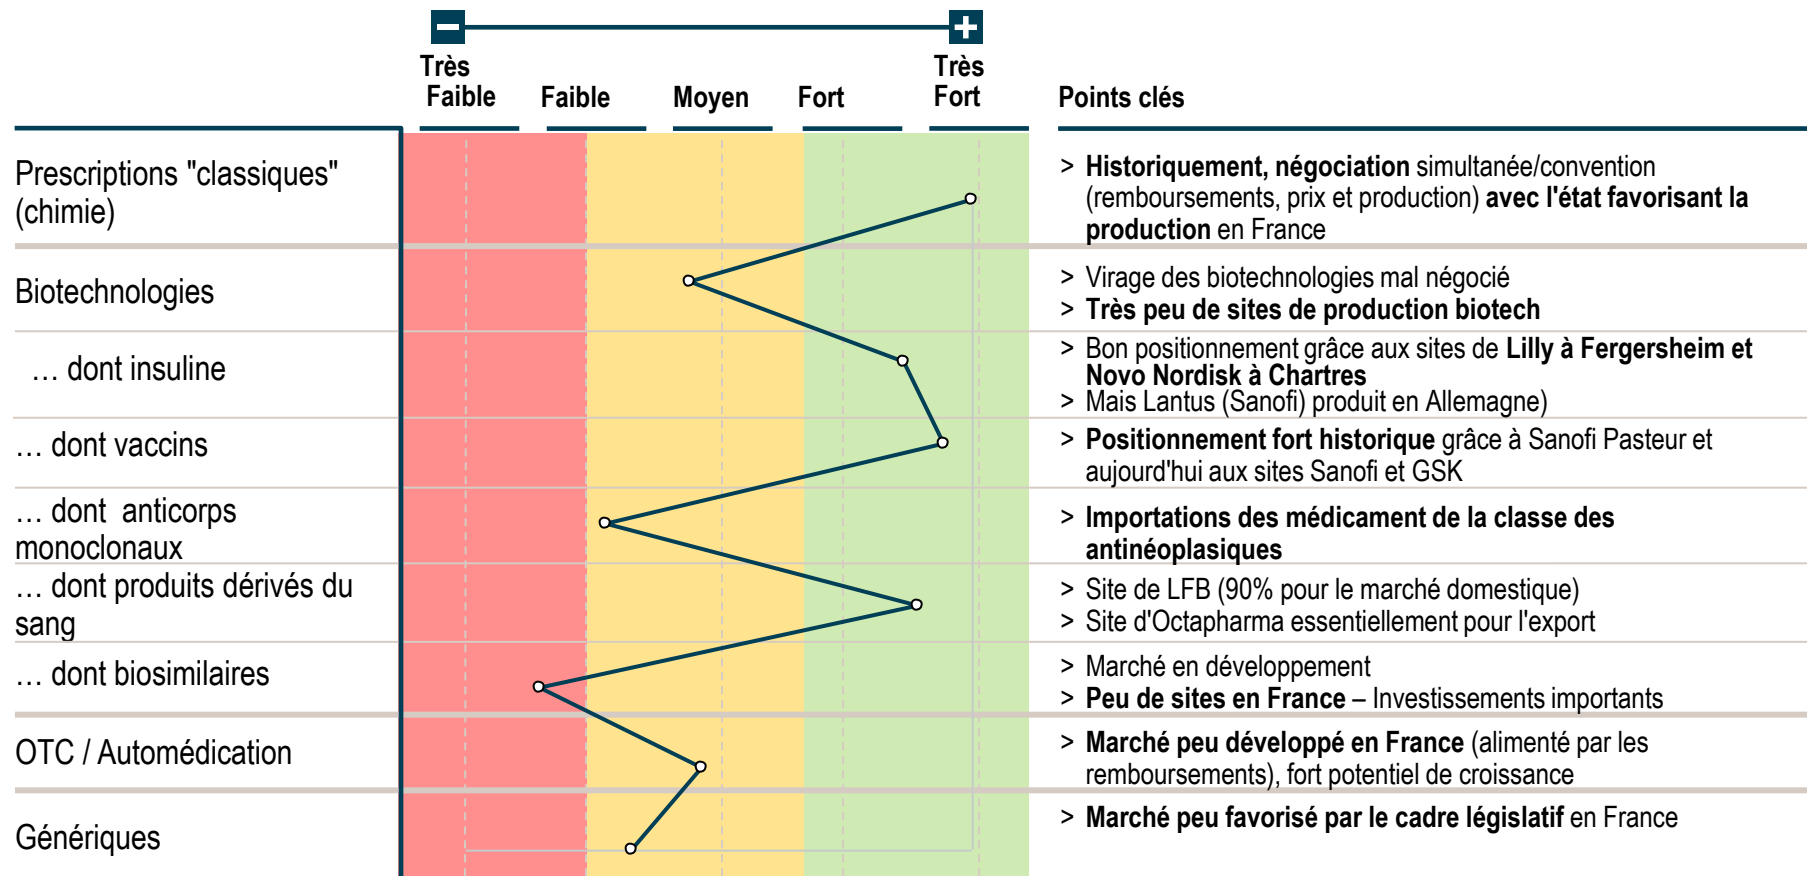 Très
Faible
Faible
Moyen
Fort
Très
Fort
Points clés
Prescriptions "classiques"
(chimie)
> Historiquement, négociation simultanée/convention
(remboursements, prix et production) avec l'état favorisant la
production en France
Biotechnologies
> Virage des biotechnologies mal négocié
> Très peu de sites de production biotech
… dont insuline
> Bon positionnement grâce aux sites de Lilly à Fergersheim et
Novo Nordisk à Chartres
> Mais Lantus (Sanofi) produit en Allemagne)
… dont vaccins
> Positionnement fort historique grâce à Sanofi Pasteur et
aujourd'hui aux sites Sanofi et GSK
… dont anticorps
monoclonaux
> Importations des médicament de la classe des
antinéoplasiques
… dont produits dérivés du
sang
> Site de LFB (90% pour le marché domestique)
> Site d'Octapharma essentiellement pour l'export
… dont biosimilaires
> Marché en développement
> Peu de sites en France – Investissements importants
OTC / Automédication
> Marché peu développé en France (alimenté par les
remboursements), fort potentiel de croissance
Génériques
> Marché peu favorisé par le cadre législatif en France